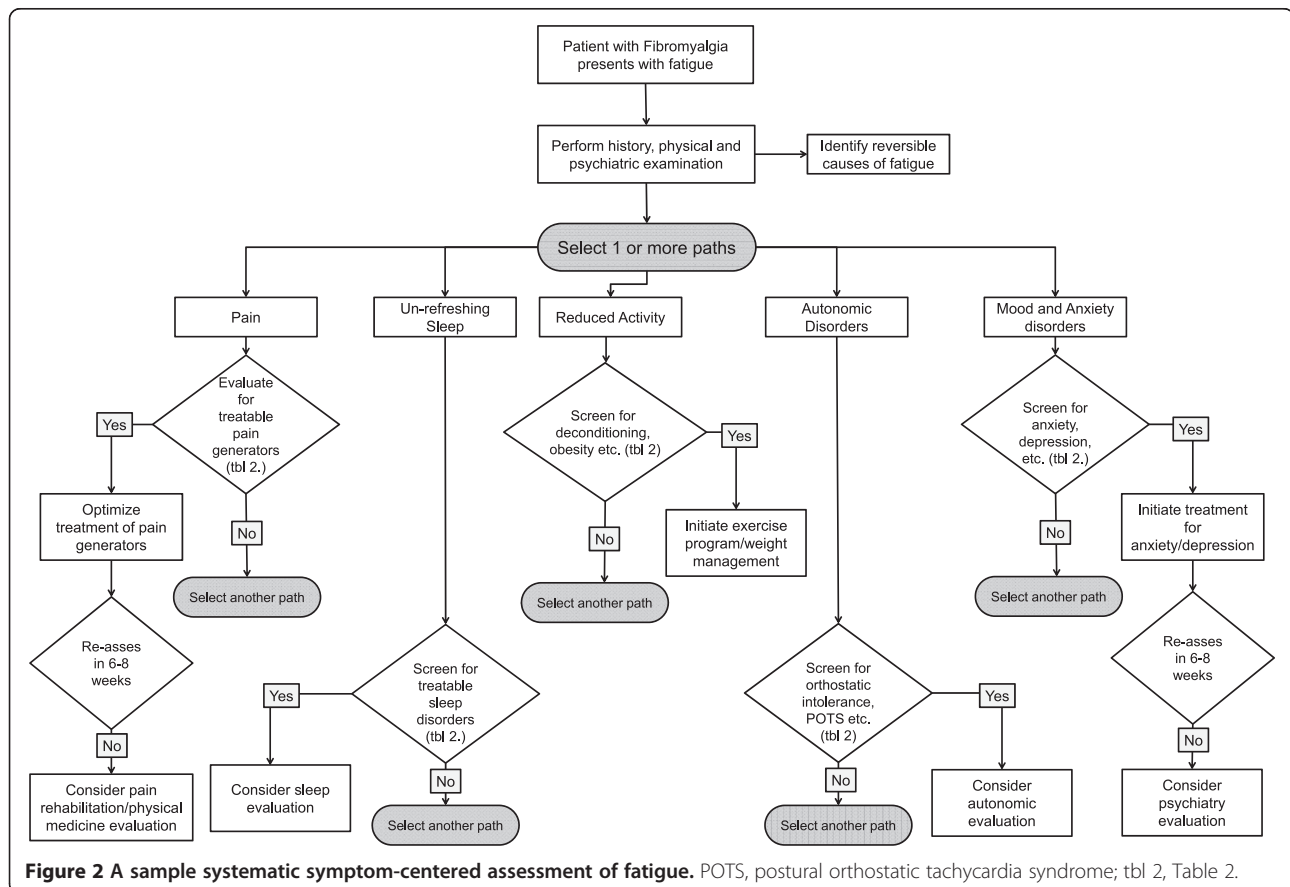 Patient with Fibromyalgia
presents with fatigue
Perform history, physical and
psychiatric examination
Identify reversible
causes of fatigue
Select 1 or more paths
Pain
Un-refreshing
Sleep
Reduced Activity
Autonomic
Disorders
Mood and Anxiety
disorders
Evaluate
for
treatable
pain
generators
(tbl 2.)
Yes
No
Optimize
treatment of pain
generators
Select another path
Re-asses
in 6-8
weeks
No
Consider pain
rehabilitation/physical
medicine evaluation
Screen for
treatable
sleep
disorders
(tbl 2.)
Yes
No
Consider sleep
evaluation
Select another path
Screen for
deconditioning,
obesity etc. (tbl 2)
Yes
No
Initiate exercise
program/weight
management
Select another path
Screen for
orthostatic
intolerance,
POTS etc.
(tbl 2)
Yes
No
Consider
autonomic
evaluation
Select another path
Screen for
anxiety,
depression,
etc. (tbl 2.)
Yes
No
Initiate treatment
for
anxiety/depression
Select another path
Re-asses
in 6-8
weeks
No
Consider
psychiatry
evaluation
Figure 2 A sample systematic symptom-centered assessment of fatigue. POTS, postural orthostatic tachycardia syndrome; tbl 2, Table 2.